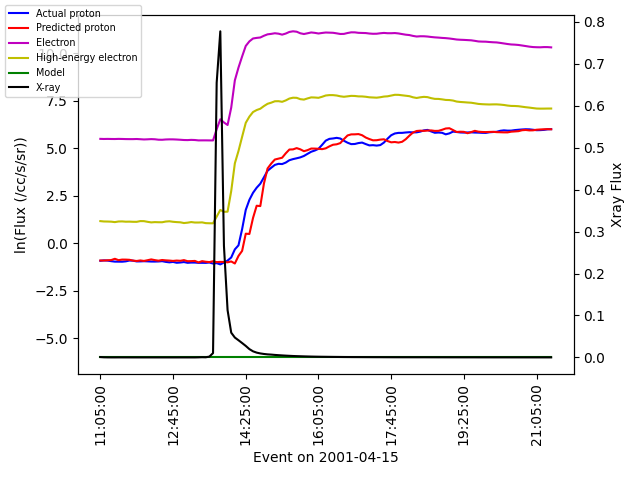 Actual proton
Predicted proton
Electron
High-energy electron
Model
X-ray
10.0
7.5
5.0
2.5
0.0
−2.5
−5.0
ln(Flux (/cc/s/sr))
0.8
0.7
0.6
0.5
0.4
0.3
0.2
0.1
0.0
Xray Flux
11:05:00
12:45:00
14:25:00
16:05:00
17:45:00
19:25:00
21:05:00
Event on 2001-04-15